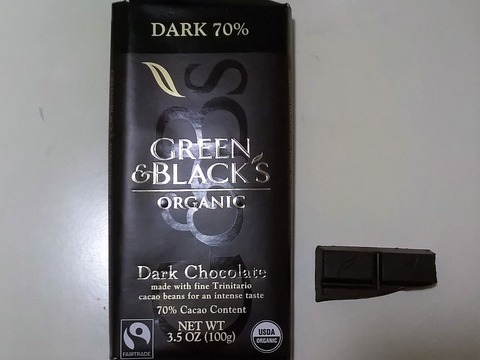 DARK 70%
GREEN
&BLACK'S
ORGANIC
Dark Chocolate
made with fine Trinitario
cacao beans for an intense taste
70% Cacao Content
NET WT
3.5 OZ (100g)
FAIRTRADE
USDA
ORGANIC